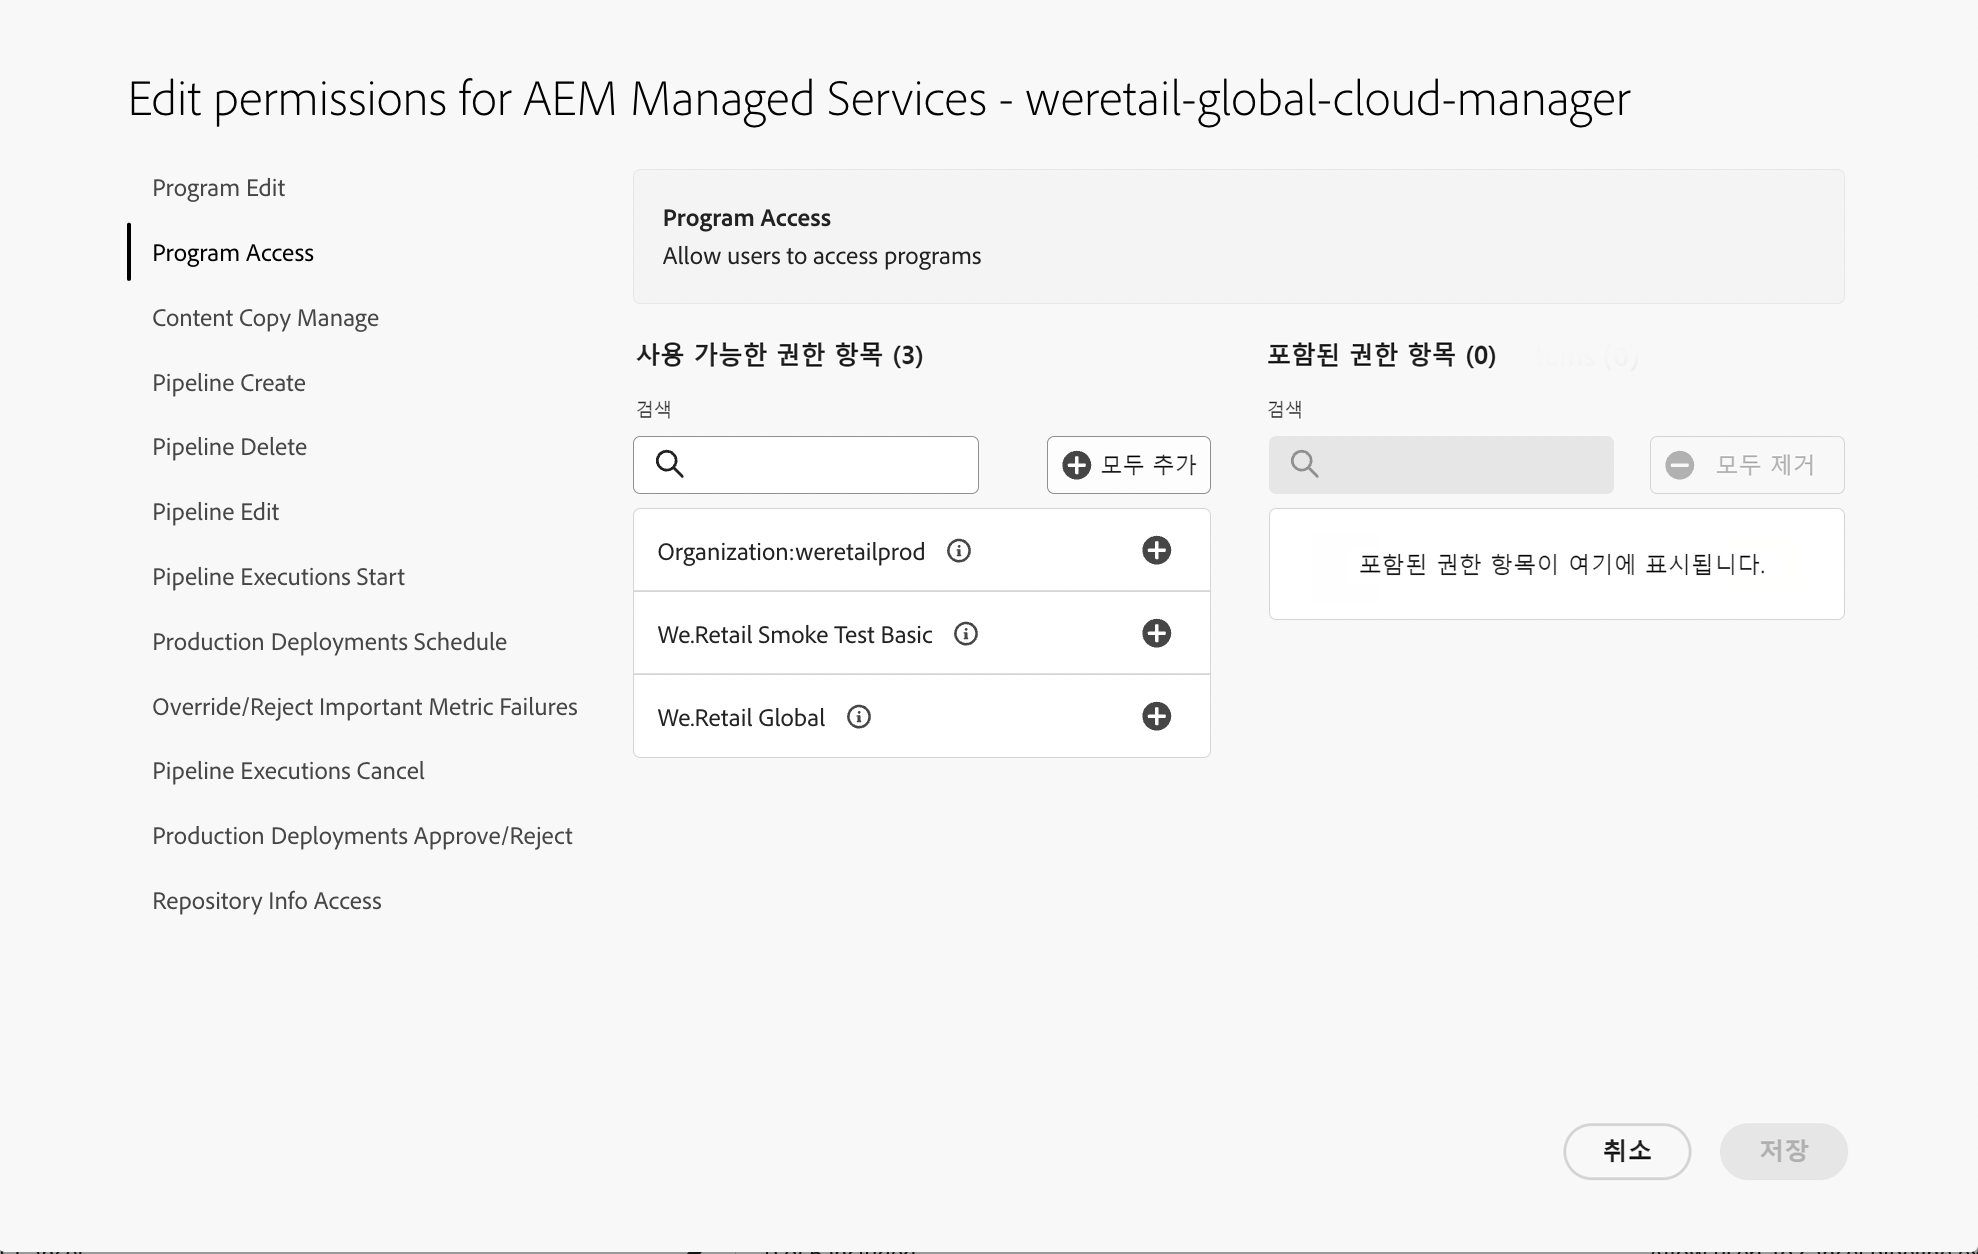 Edit permissions for AEM Managed Services - weretail-global-cloud-manager
Program Edit
Program Access
Content Copy Manage
Pipeline Create
Pipeline Delete
Pipeline Edit
Pipeline Executions Start
Production Deployments Schedule
Override/Reject Important Metric Failures
Pipeline Executions Cancel
Production Deployments Approve/Reject
Repository Info Access
Program Access
Allow users to access programs
사용 가능한 권한 항목 (3)
검색
모두 추가
Organization:weretailprod
We.Retail Smoke Test Basic
We.Retail Global
포함된 권한 항목 (0)
검색
모두 제거
포함된 권한 항목이 여기에 표시됩니다.
취소
저장